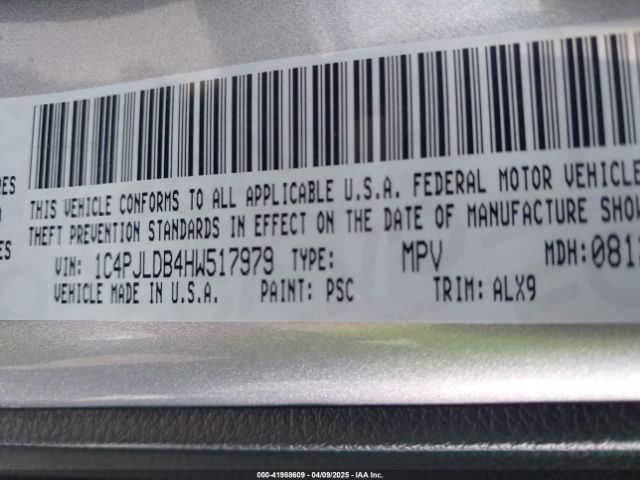 RES
THIS VEHICLE CONFORMS TO ALL APPLICABLE U.S.A. FEDERAL MOTOR VEHICLE
THEFT PREVENTION STANDARDS IN EFFECT ON THE DATE OF MANUFACTURE SHOW
ES
VIN: 1C4PJLDB4HW517979 TYPE: MPV MDH: 081
VEHICLE MADE IN U.S.A. PAINT: PSC TRIM: ALX9
000-41988609 - 04/09/2025 - IAA Inc.